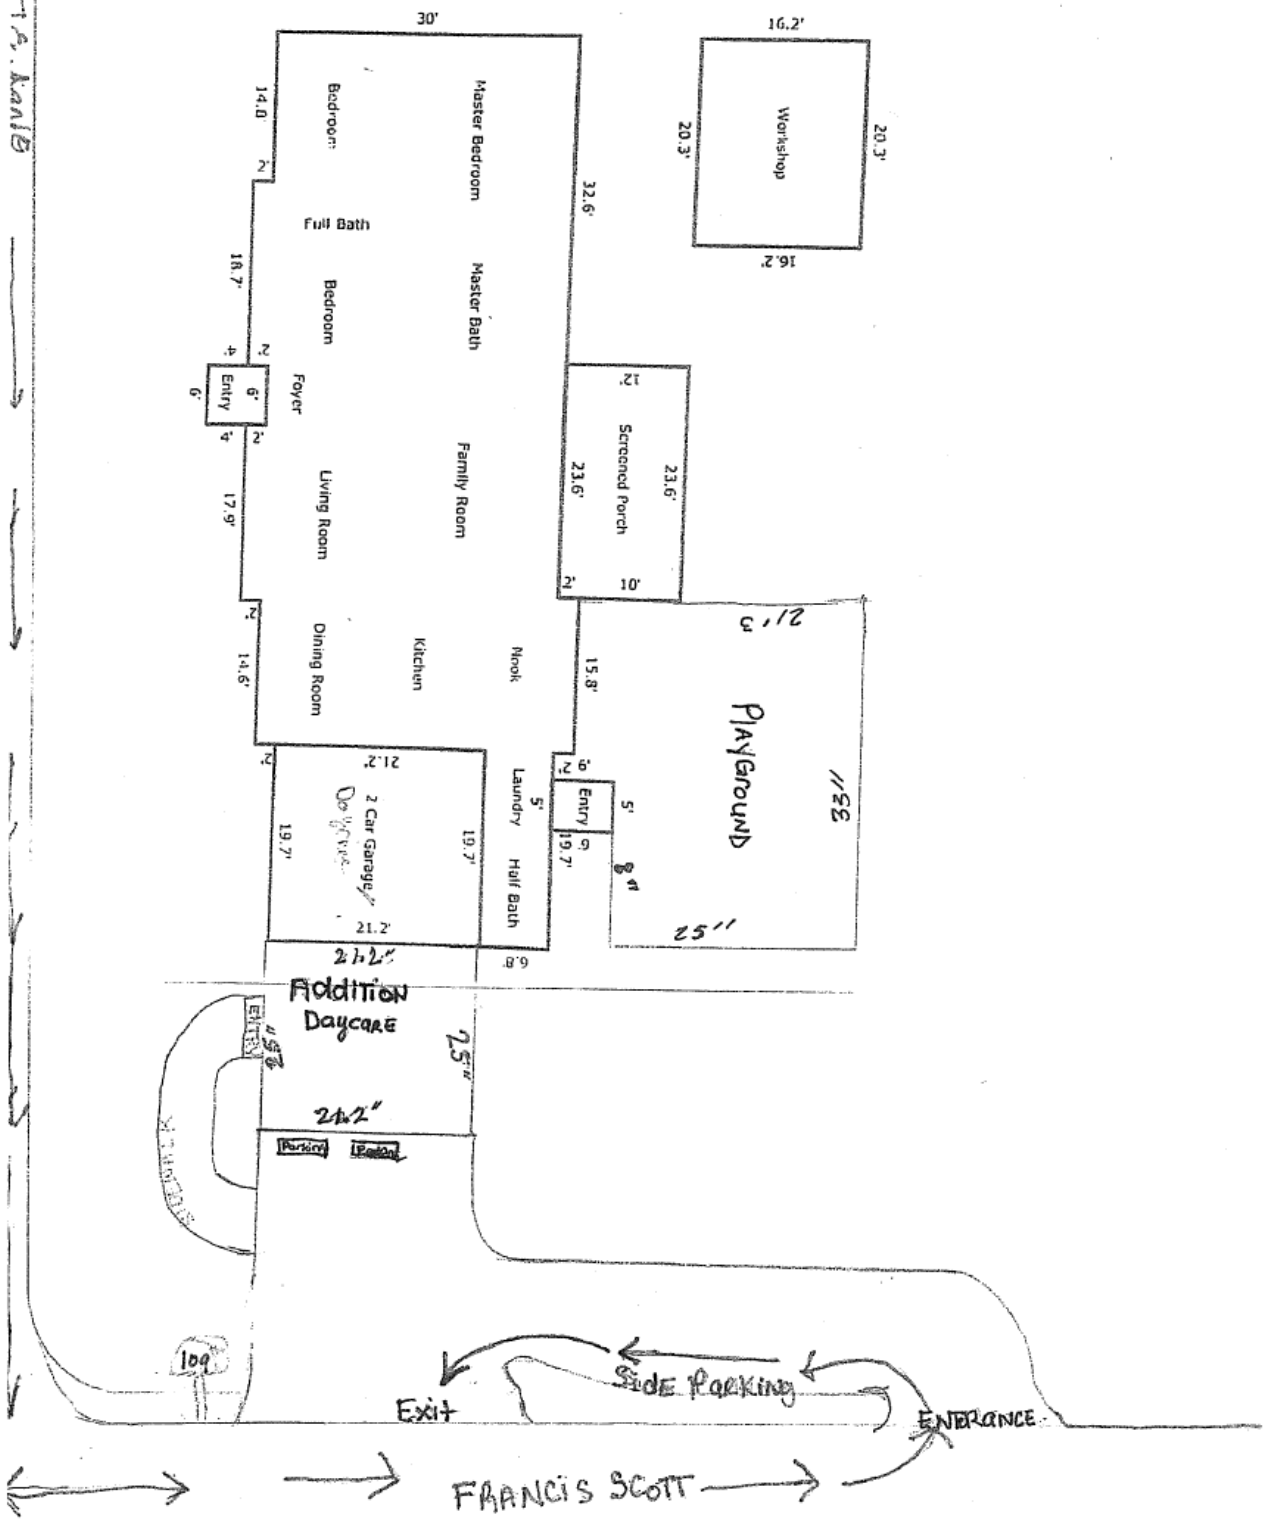 30'
16.2'
14.0'
Bedroom
Master Bedroom
Workshop
20.3'
20.3'
2'
32.6'
Full Bath
18.7'
Bedroom
Master Bath
16.2'
4'
2'
6'
Entry
6'
Foyer
12'
4'
2'
17.9'
Living Room
Family Room
23.6'
Screened Porch
23.6'
2'
10'
21'3
2'
14.6'
Dining Room
Kitchen
Nook
15.8'
PlayGround
33''
2'
21.2'
2'
6'
19.7'
2 Car Garage
Daycare
19.7'
Laundry
5'
Entry
5'
19.7'
6'
8"
Half Bath
21.2'
6.8'
25''
Addition
Daycare
ENTRY
25"
25"
Parking
Parking
SIDEWALK
109
Side Parking
Exit
ENTRANCE
FRANCIS SCOTT